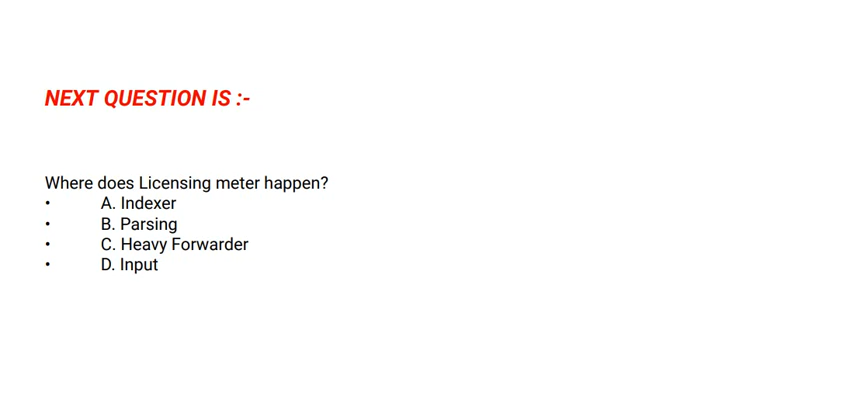 NEXT QUESTION IS :-
Where does Licensing meter happen?
• A. Indexer
• B. Parsing
• C. Heavy Forwarder
• D. Input